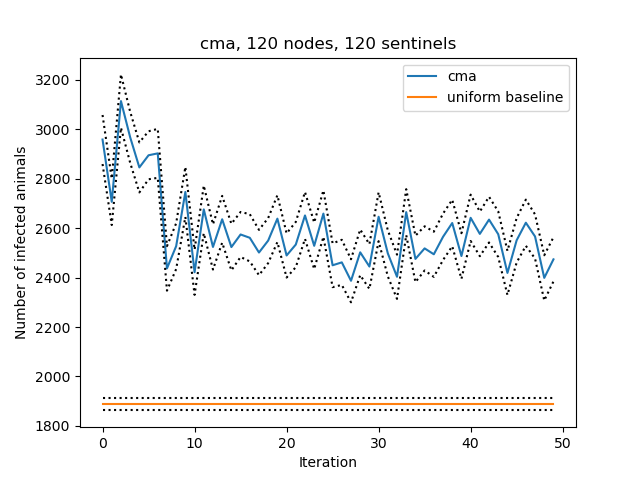 cma, 120 nodes, 120 sentinels
cma
uniform baseline
Number of infected animals
3200
3000
2800
2600
2400
2200
2000
1800
0
10
20
30
40
50
Iteration